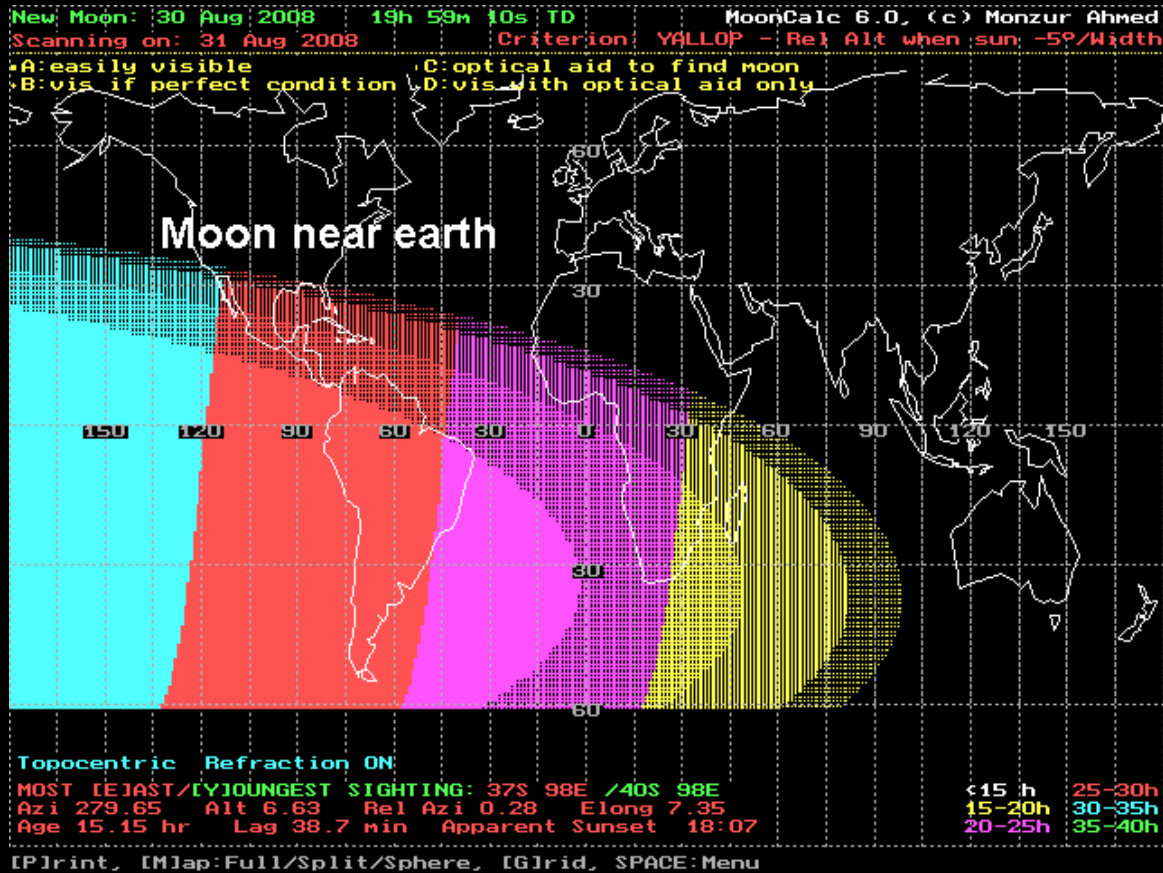 New Moon: 30 Aug 2008 19h 59m 10s TD MoonCalc 6.0, (c) Monzur Ahmed
Scanning on: 31 Aug 2008 Criterion: YALLOP - Rel Alt when sun -5º/Width
A:easily visible C:optical aid to find moon
B:vis if perfect condition D:vis with optical aid only
60
Moon near earth
30
150 120 90 60 30 0 30 60 90 120 150
30
60
Topocentric Refraction ON
MOST [E]AST/[Y]OUNGEST SIGHTING: 37S 98E /40S 98E <15 h 25-30h
Azi 279.65 Alt 6.63 Rel Azi 0.28 Elong 7.35 15-20h 30-35h
Age 15.15 hr Lag 38.7 min Apparent Sunset 18:07 20-25h 35-40h
[P]rint, [M]ap:Full/Split/Sphere, [G]rid, SPACE:Menu